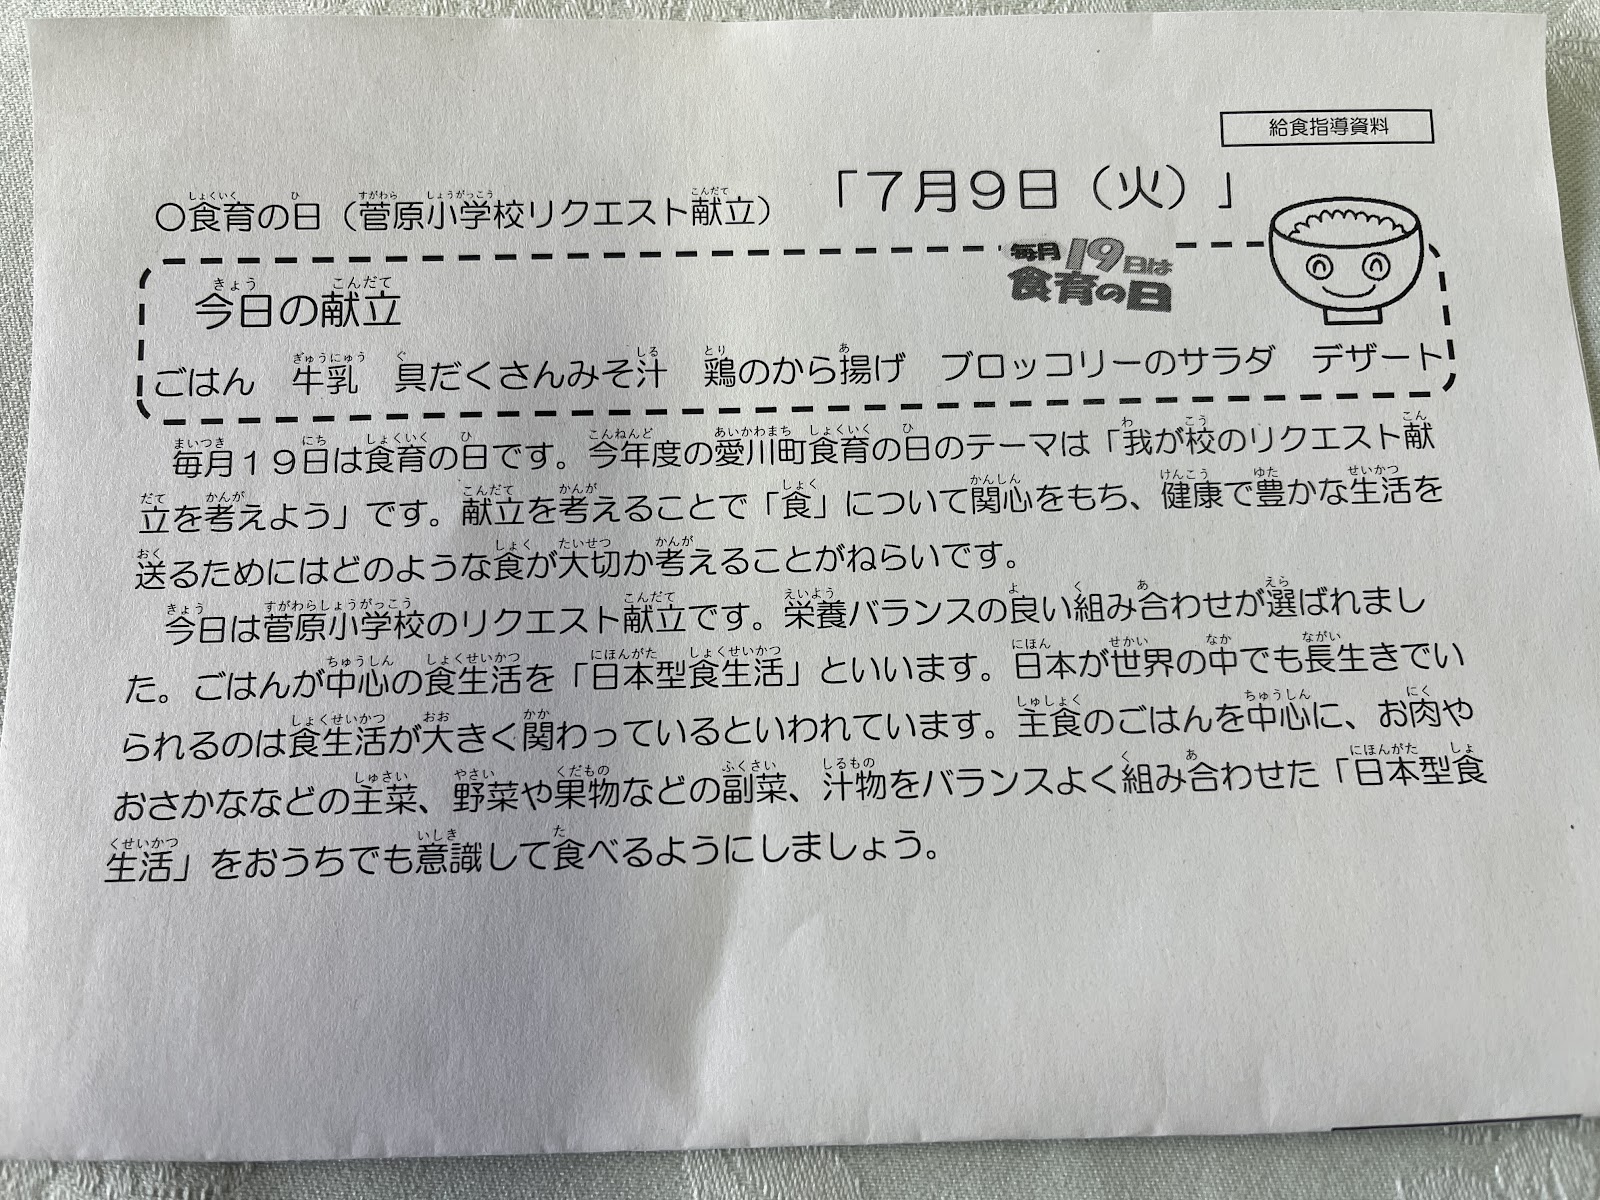 給食指導資料
○食育の日（菅原小学校リクエスト献立） 「７月９日（火）」
毎月19日は
食育の日
今日の献立
ごはん 牛乳 具だくさんみそ汁 鶏のから揚げ ブロッコリーのサラダ デザート
毎月１９日は食育の日です。今年度の愛川町食育の日のテーマは「我が校のリクエスト献
立を考えよう」です。献立を考えることで「食」について関心をもち、健康で豊かな生活を
送るためにはどのような食が大切か考えることがねらいです。
今日は菅原小学校のリクエスト献立です。栄養バランスの良い組み合わせが選ばれまし
た。ごはんが中心の食生活を「日本型食生活」といいます。日本が世界の中でも長生きでい
られるのは食生活が大きく関わっているといわれています。主食のごはんを中心に、お肉や
おさかななどの主菜、野菜や果物などの副菜、汁物をバランスよく組み合わせた「日本型食
生活」をおうちでも意識して食べるようにしましょう。